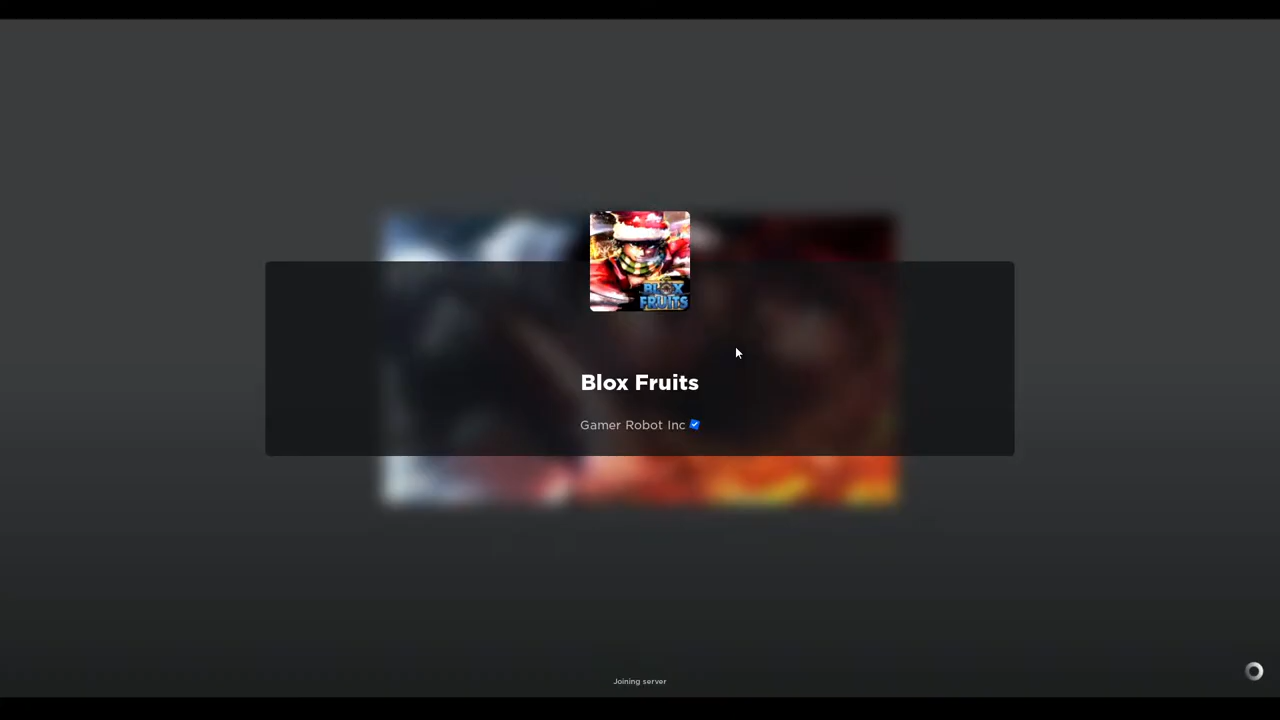 BLOX
FRUITS
Blox Fruits
Gamer Robot Inc
Joining server